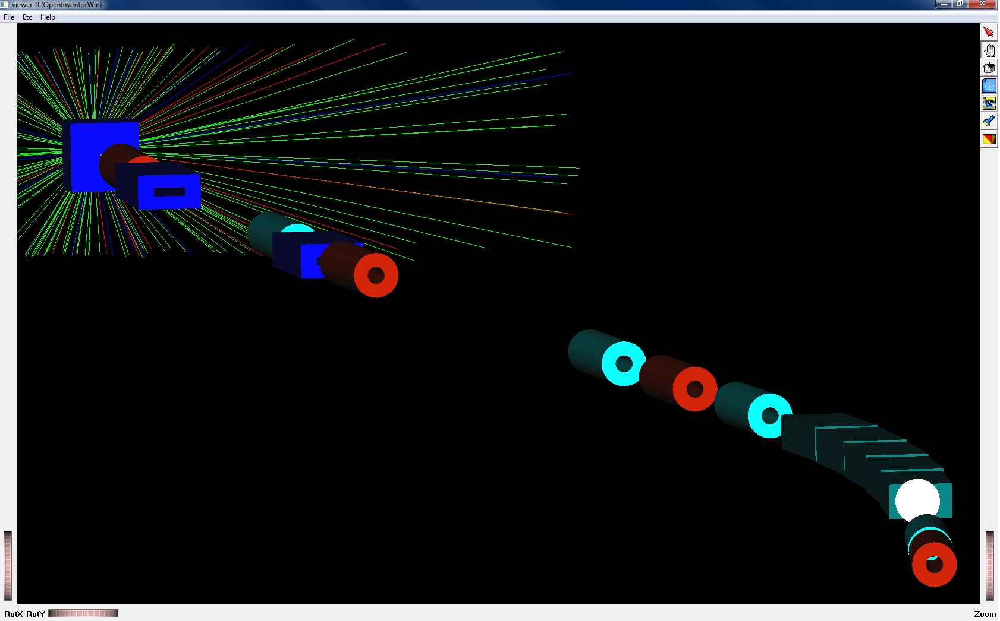 viewer-0 (OpenInventorWin)
File Etc Help
RotX RotY
Zoom